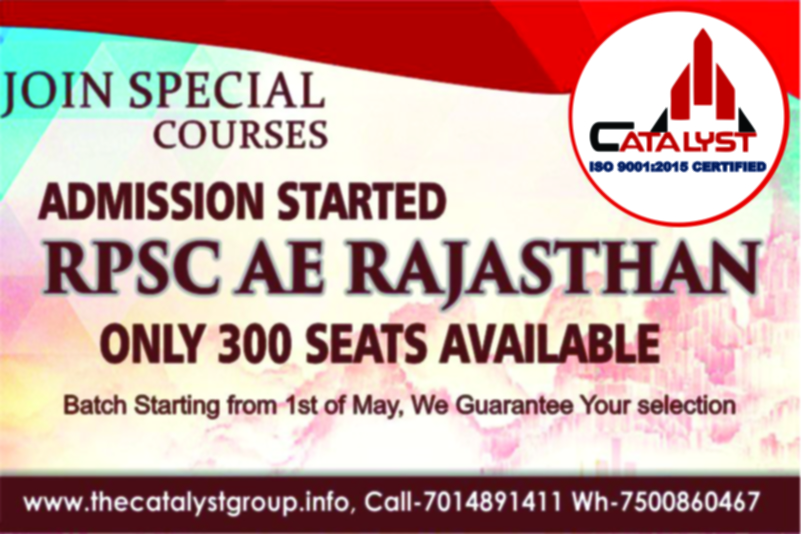 JOIN SPECIAL
COURSES
CATALYST
ISO 9001:2015 CERTIFIED
ADMISSION STARTED
RPSC AE RAJASTHAN
ONLY 300 SEATS AVAILABLE
Batch Starting from 1st of May, We Guarantee Your selection
www.thecatalystgroup.info, Call-7014891411 Wh-7500860467